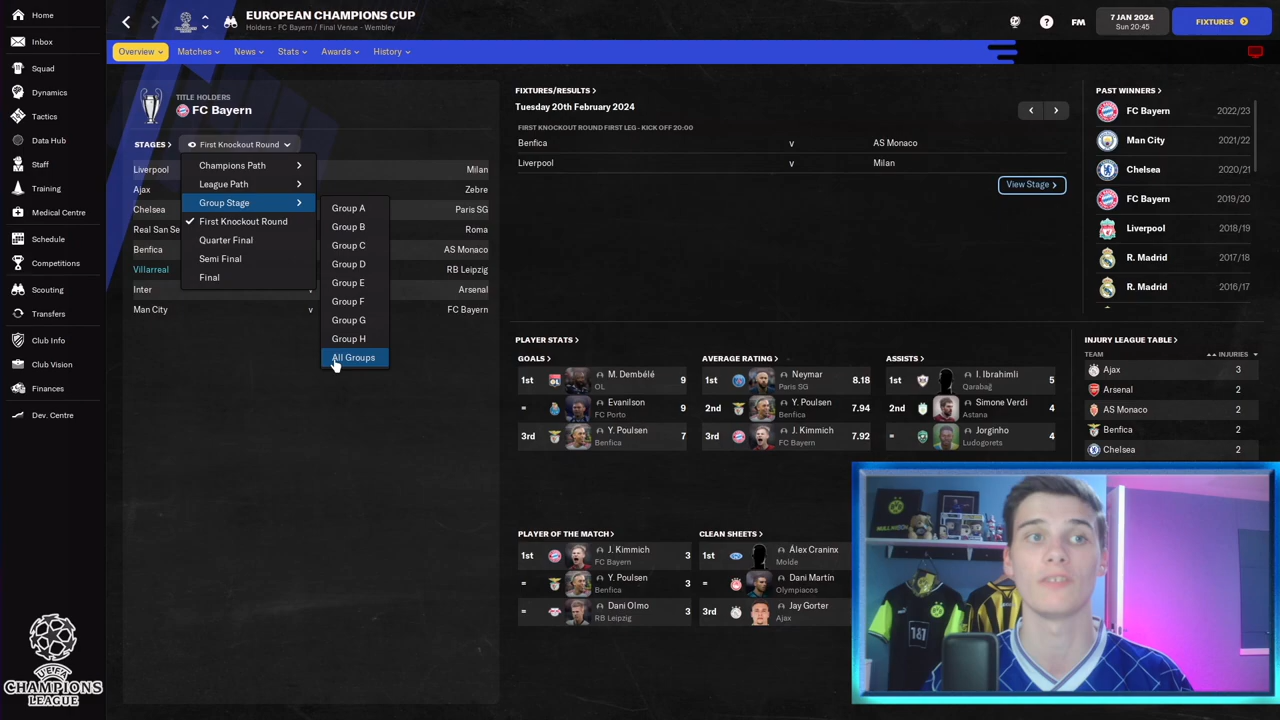 Home
Inbox
Squad
Dynamics
Tactics
Data Hub
Staff
Training
Medical Centre
Schedule
Competitions
Scouting
Transfers
Club Info
Club Vision
Finances
Dev. Centre
UEFA
CHAMPIONS
LEAGUE
EUROPEAN CHAMPIONS CUP
Holders - FC Bayern / Final Venue - Wembley
FM
7 JAN 2024
Sun 20:45
FIXTURES
Overview
Matches
News
Stats
Awards
History
TITLE HOLDERS
FC Bayern
STAGES
First Knockout Round
Liverpool Milan
Ajax Zebre
Chelsea Paris SG
Real San Se Roma
Benfica AS Monaco
Villarreal RB Leipzig
Inter v Arsenal
Man City v FC Bayern
Champions Path
League Path
Group Stage
First Knockout Round
Quarter Final
Semi Final
Final
Group A
Group B
Group C
Group D
Group E
Group F
Group G
Group H
All Groups
FIXTURES/RESULTS
Tuesday 20th February 2024
FIRST KNOCKOUT ROUND FIRST LEG - KICK OFF 20:00
Benfica v AS Monaco
Liverpool v Milan
View Stage
PAST WINNERS
FC Bayern 2022/23
Man City 2021/22
Chelsea 2020/21
FC Bayern 2019/20
Liverpool 2018/19
R. Madrid 2017/18
R. Madrid 2016/17
PLAYER STATS
GOALS
1st M. Dembélé 9
OL
= Evanilson 9
FC Porto
3rd Y. Poulsen 7
Benfica
AVERAGE RATING
1st Neymar 8.18
Paris SG
2nd Y. Poulsen 7.94
Benfica
3rd J. Kimmich 7.92
FC Bayern
ASSISTS
1st I. Ibrahimli 5
Qarabağ
2nd Simone Verdi 4
Astana
= Jorginho 4
Ludogorets
INJURY LEAGUE TABLE
TEAM INJURIES
Ajax 3
Arsenal 2
AS Monaco 2
Benfica 2
Chelsea 2
PLAYER OF THE MATCH
1st J. Kimmich 3
FC Bayern
= Y. Poulsen 3
Benfica
= Dani Olmo 3
RB Leipzig
CLEAN SHEETS
1st Álex Craninx
Molde
= Dani Martín
Olympiacos
3rd Jay Gorter
Ajax